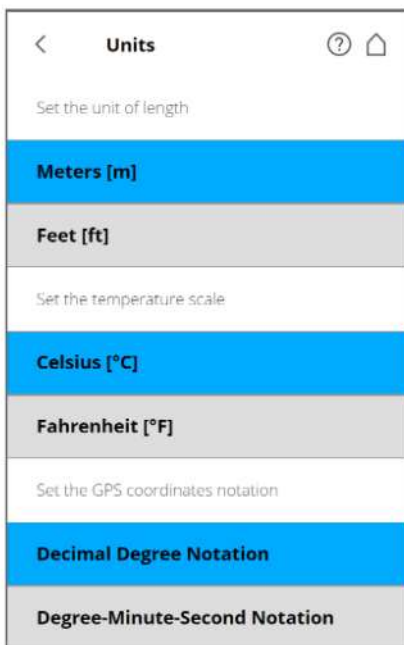 Units
Set the unit of length
Meters [m]
Feet [ft]
Set the temperature scale
Celsius [°C]
Fahrenheit [°F]
Set the GPS coordinates notation
Decimal Degree Notation
Degree-Minute-Second Notation